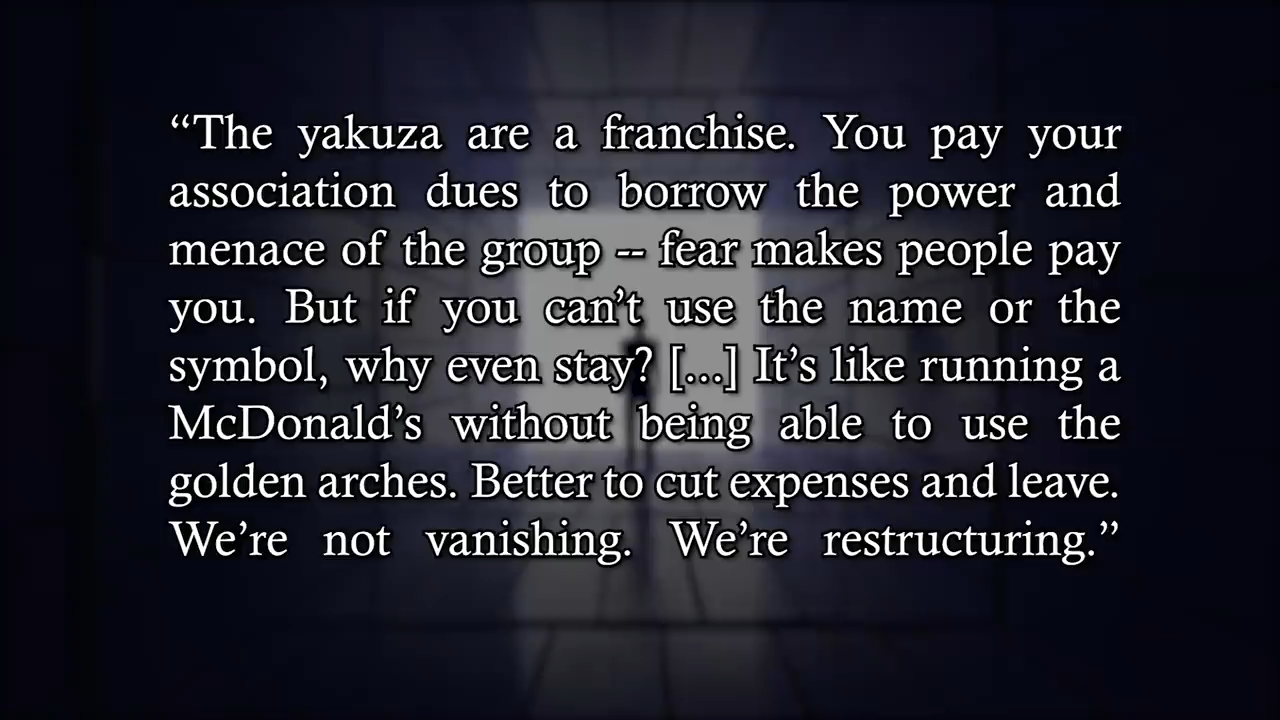 “The yakuza are a franchise. You pay your
association dues to borrow the power and
menace of the group -- fear makes people pay
you. But if you can’t use the name or the
symbol, why even stay? [...] It’s like running a
McDonald’s without being able to use the
golden arches. Better to cut expenses and leave.
We’re not vanishing. We’re restructuring.”